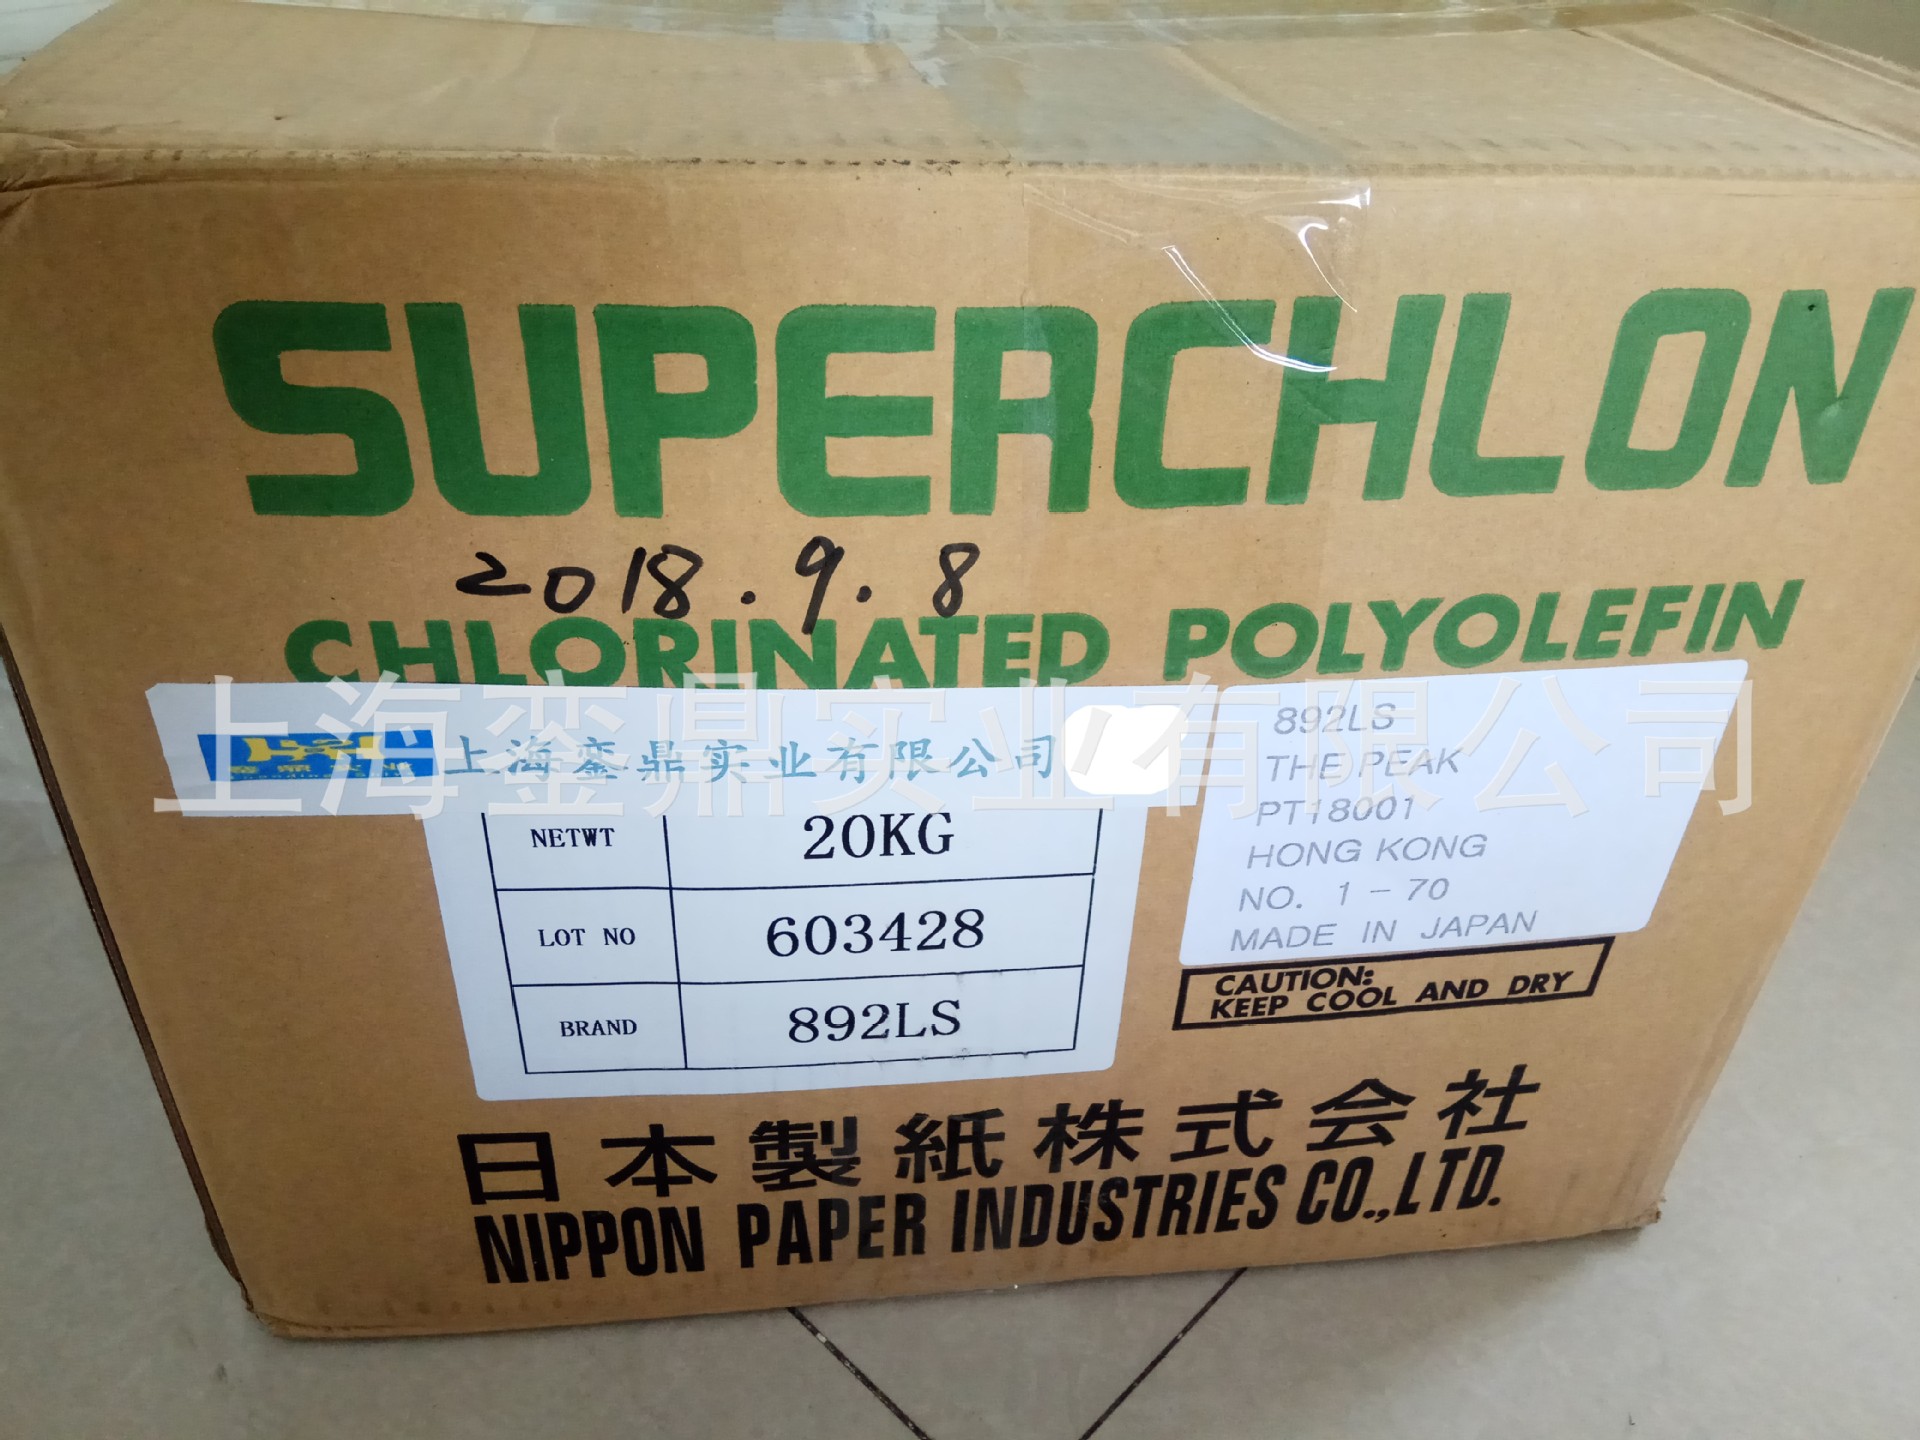 SUPERCHLON
2018.9.8
CHLORINATED POLYOLEFIN
上海銮鼎实业有限公司
上海銮鼎实业有限公司
NETWT 20KG
LOT NO 603428
BRAND 892LS
892LS
THE PEAK
PT18001
HONG KONG
NO. 1 - 70
MADE IN JAPAN
CAUTION:
KEEP COOL AND DRY
日本製紙株式会社
NIPPON PAPER INDUSTRIES CO.,LTD.